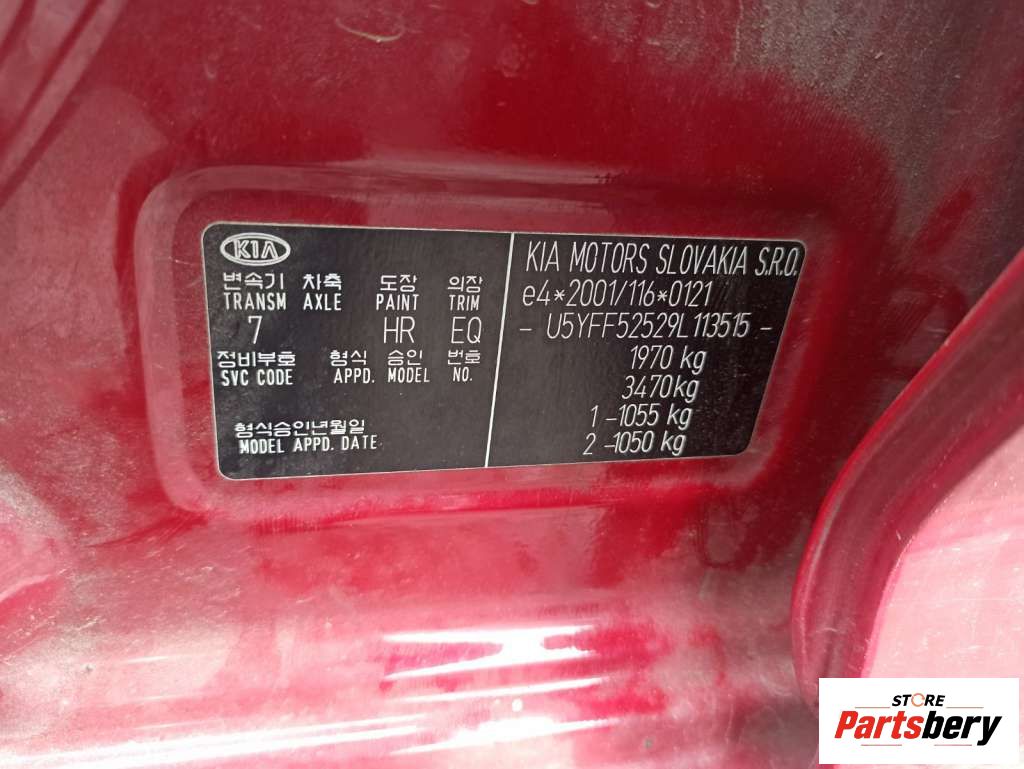 KIA
변속기 차축 도장 의장
TRANSM AXLE PAINT TRIM
7 HR EQ
정비부호 형식 승인 번호
SVC CODE APPD. MODEL NO.
형식승인년월일
MODEL APPD. DATE
KIA MOTORS SLOVAKIA S.R.O.
e4*2001/116*0121
- U5YFF52529L113515 -
1970 kg
3470 kg
1 -1055 kg
2 -1050 kg
STORE
Partsbery